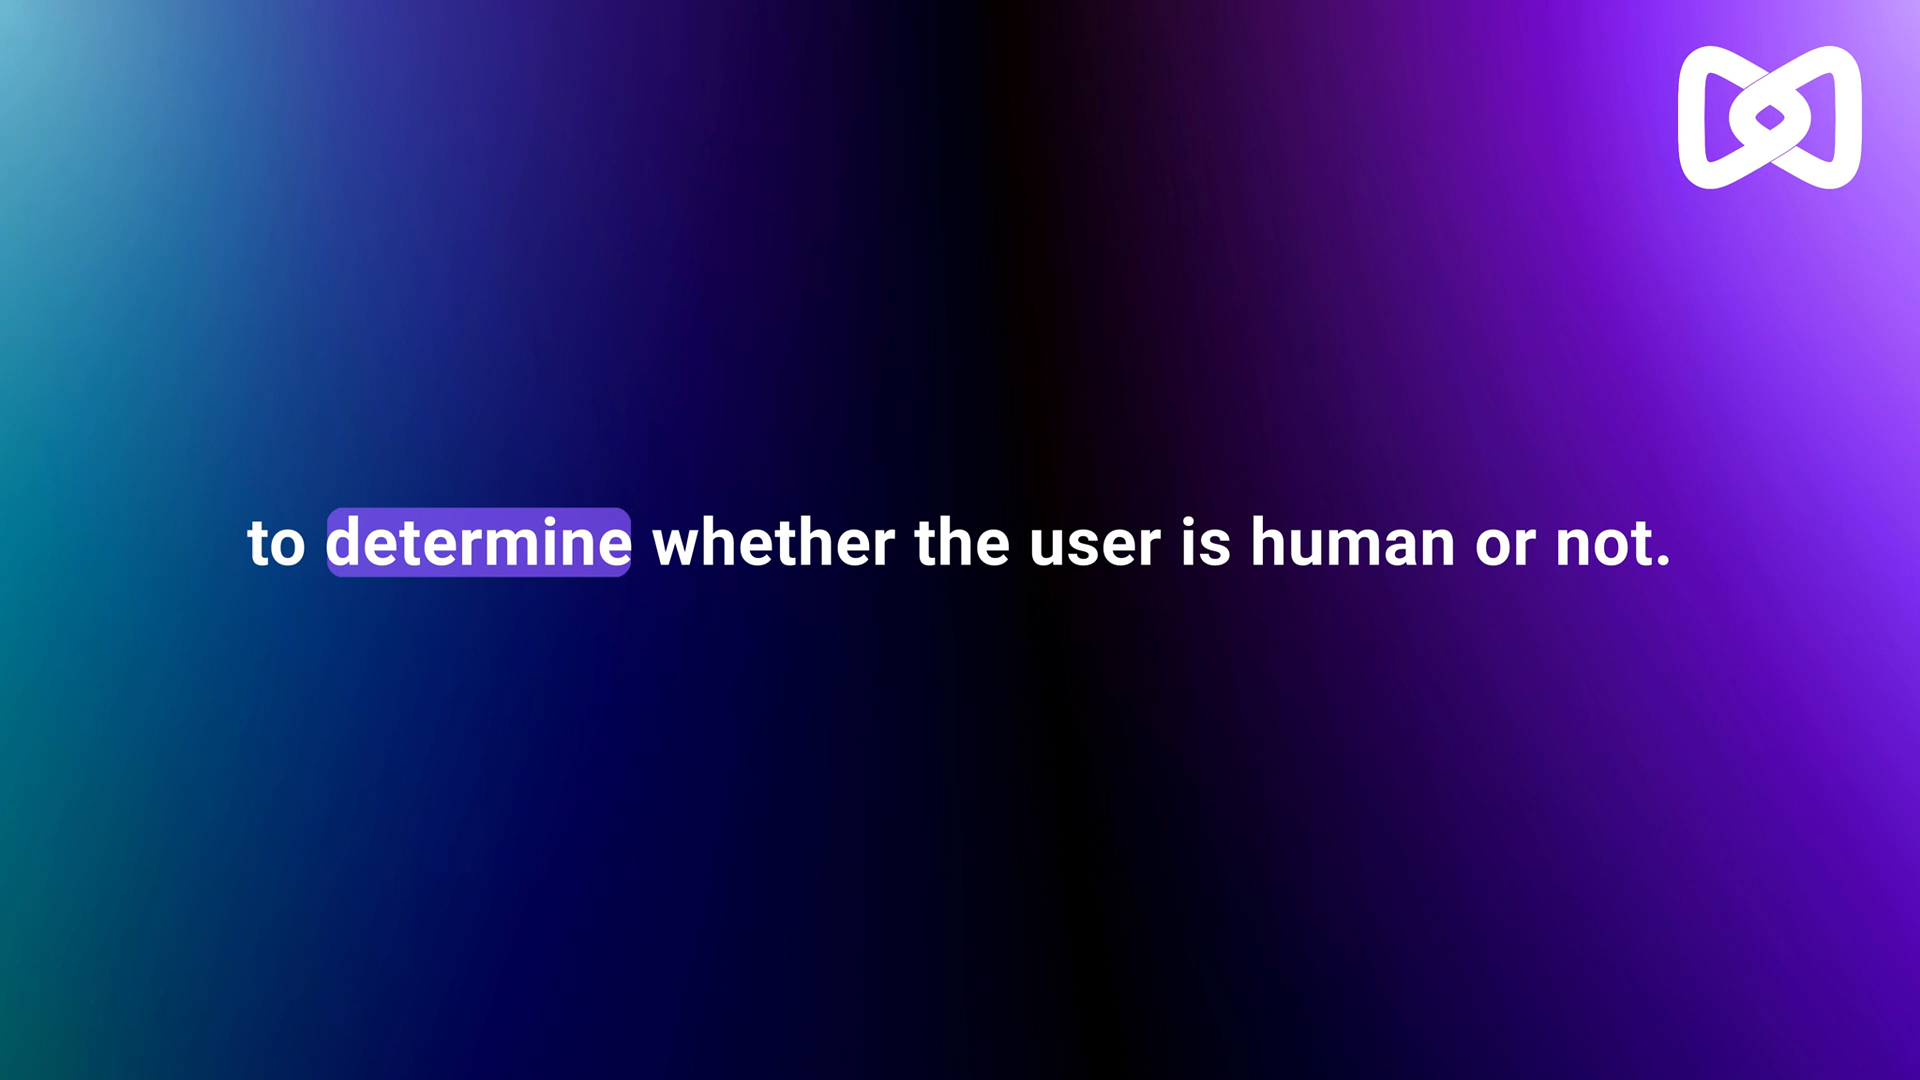 to determine whether the user is human or not.